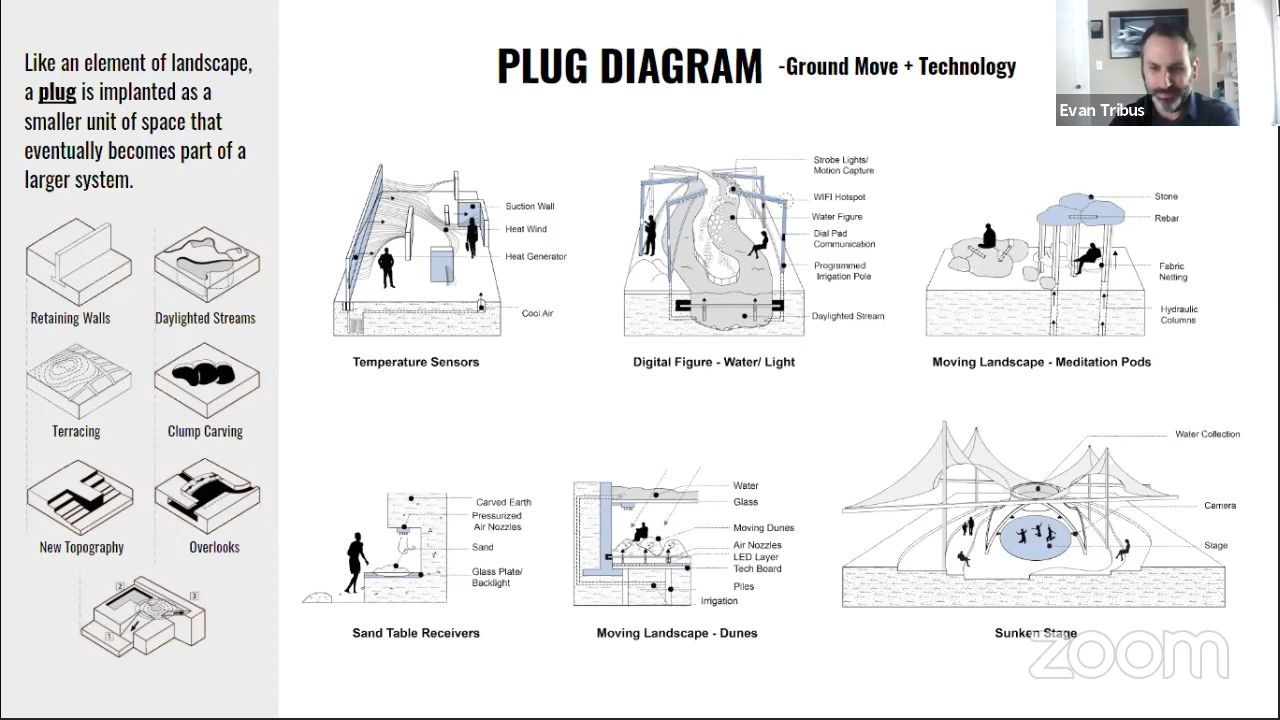 Like an element of landscape,
a plug is implanted as a
smaller unit of space that
eventually becomes part of a
larger system.
Retaining Walls
Daylighted Streams
Terracing
Clump Carving
New Topography
Overlooks
2
1
PLUG DIAGRAM -Ground Move + Technology
Evan Tribus
Suction Wall
Heat Wind
Heat Generator
Cool Air
Temperature Sensors
Strobe Lights/
Motion Capture
WIFI Hotspot
Water Figure
Dial Pad
Communication
Programmed
Irrigation Pole
Daylighted Stream
Digital Figure - Water/ Light
Stone
Rebar
Fabric
Netting
Hydraulic
Columns
Moving Landscape - Meditation Pods
Carved Earth
Pressurized
Air Nozzles
Sand
Glass Plate/
Backlight
Sand Table Receivers
Water
Glass
Moving Dunes
Air Nozzles
LED Layer
Tech Board
Piles
Irrigation
Moving Landscape - Dunes
Water Collection
Camera
Stage
Sunken Stage
zoom